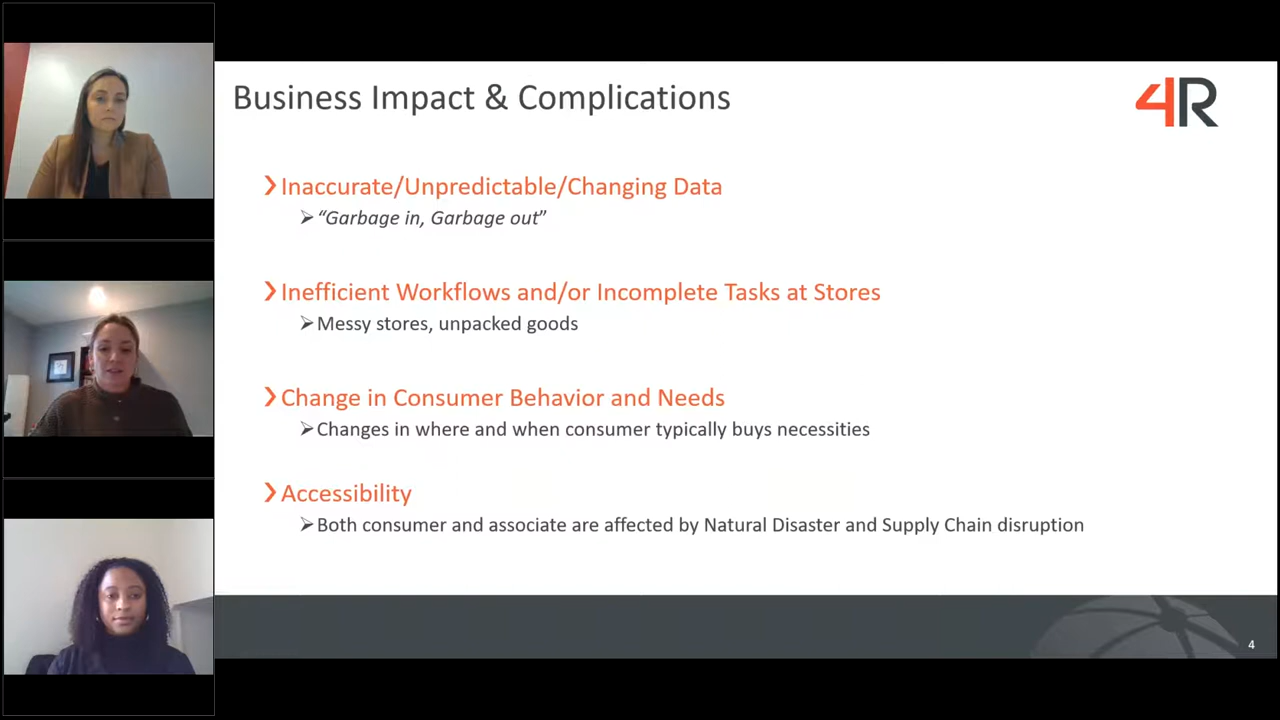 Business Impact & Complications
4R
Inaccurate/Unpredictable/Changing Data
“Garbage in, Garbage out”
Inefficient Workflows and/or Incomplete Tasks at Stores
Messy stores, unpacked goods
Change in Consumer Behavior and Needs
Changes in where and when consumer typically buys necessities
Accessibility
Both consumer and associate are affected by Natural Disaster and Supply Chain disruption
4